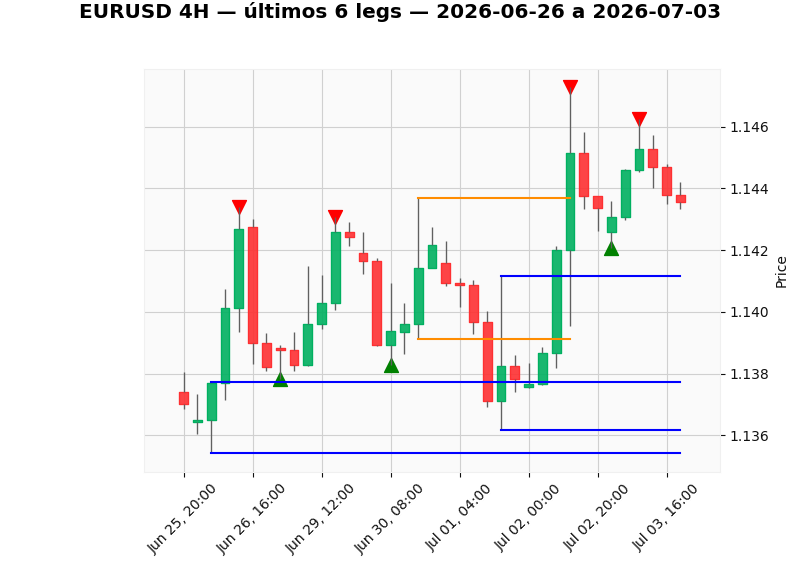 EURUSD 4H — últimos 6 legs — 2026-06-26 a 2026-07-03
1.146
1.144
1.142
1.140
1.138
1.136
Price
Jun 25, 20:00
Jun 26, 16:00
Jun 29, 12:00
Jun 30, 08:00
Jul 01, 04:00
Jul 02, 00:00
Jul 02, 20:00
Jul 03, 16:00